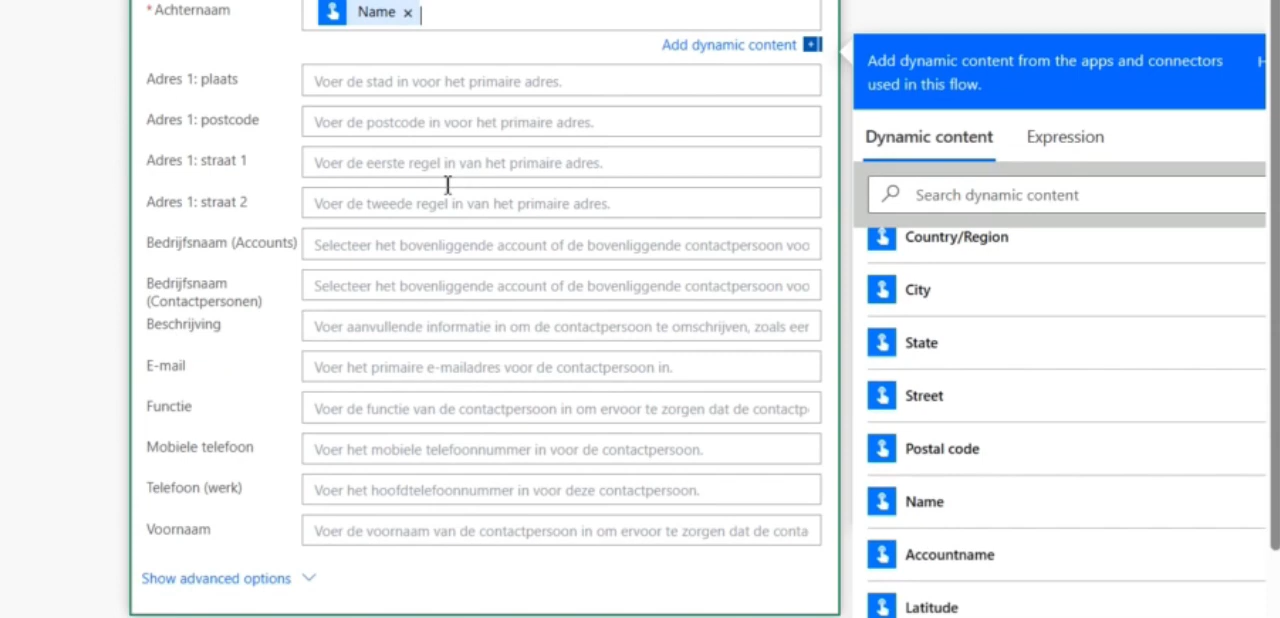 * Achternaam
Name ×
Add dynamic content
Adres 1: plaats
Voer de stad in voor het primaire adres.
Adres 1: postcode
Voer de postcode in voor het primaire adres.
Adres 1: straat 1
Voer de eerste regel in van het primaire adres.
Adres 1: straat 2
Voer de tweede regel in van het primaire adres.
Bedrijfsnaam (Accounts)
Selecteer het bovenliggende account of de bovenliggende contactpersoon voo
Bedrijfsnaam
(Contactpersonen)
Selecteer het bovenliggende account of de bovenliggende contactpersoon voo
Beschrijving
Voer aanvullende informatie in om de contactpersoon te omschrijven, zoals eer
E-mail
Voer het primaire e-mailadres voor de contactpersoon in.
Functie
Voer de functie van de contactpersoon in om ervoor te zorgen dat de contactp
Mobiele telefoon
Voer het mobiele telefoonnummer in voor de contactpersoon.
Telefoon (werk)
Voer het hoofdtelefoonnummer in voor deze contactpersoon.
Voornaam
Voer de voornaam van de contactpersoon in om ervoor te zorgen dat de conta
Show advanced options
Add dynamic content from the apps and connectors
used in this flow.
Dynamic content
Expression
Search dynamic content
Country/Region
City
State
Street
Postal code
Name
Accountname
Latitude